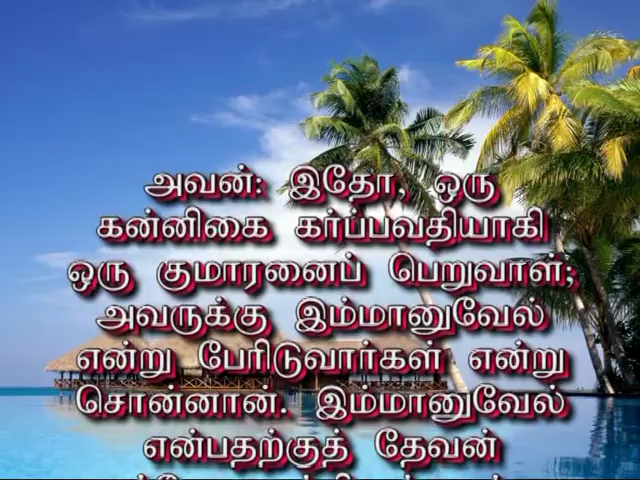 அவன்: இதோ, ஒரு
கன்னிகை கர்ப்பவதியாகி
ஒரு குமாரனைப் பெறுவாள்;
அவருக்கு இம்மானுவேல்
என்று பேரிடுவார்கள் என்று
சொன்னான். இம்மானுவேல்
என்பதற்குத் தேவன்